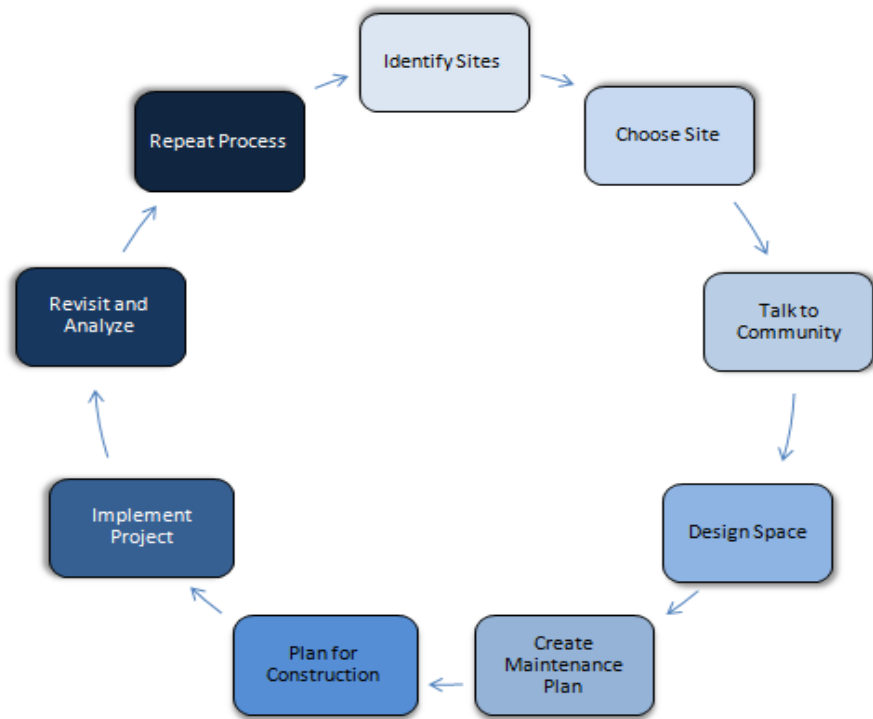 Identify Sites
Choose Site
Talk to
Community
Design Space
Create
Maintenance
Plan
Plan for
Construction
Implement
Project
Revisit and
Analyze
Repeat Process